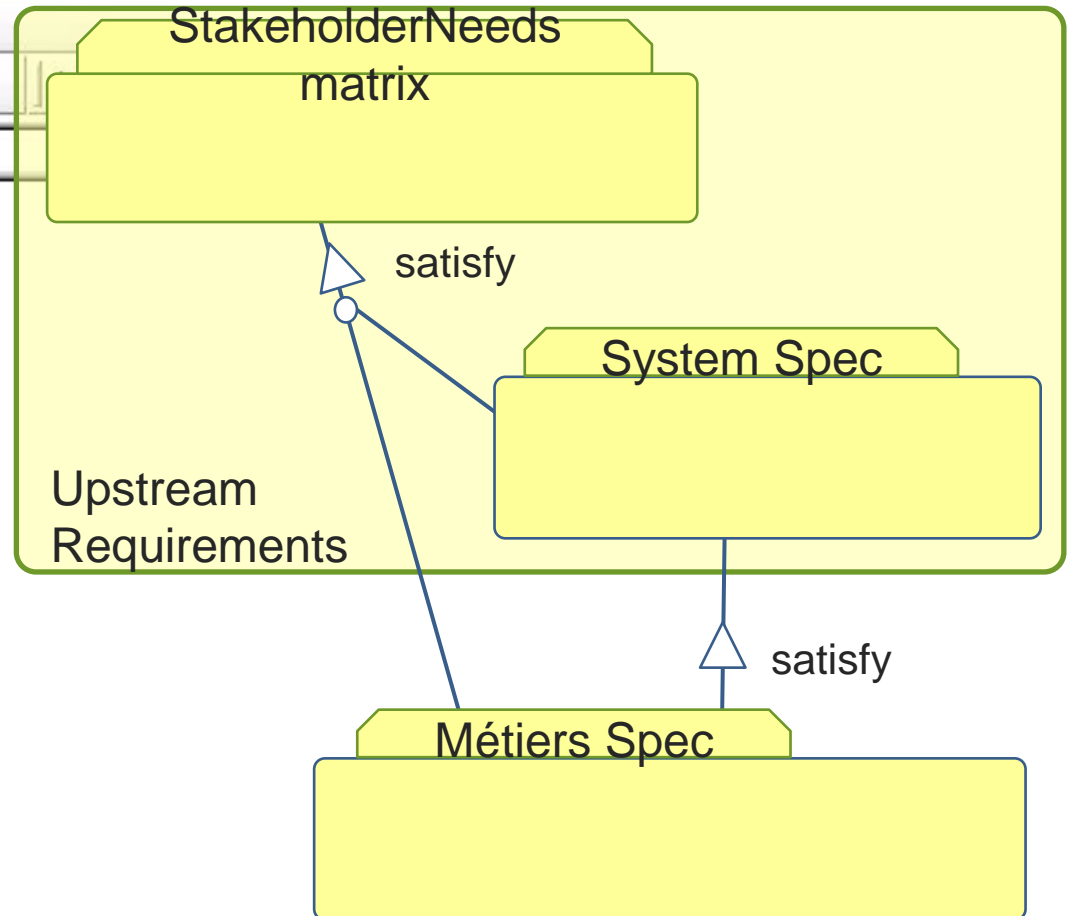 StakeholderNeeds
matrix
satisfy
System Spec
Upstream
Requirements
satisfy
Métiers Spec